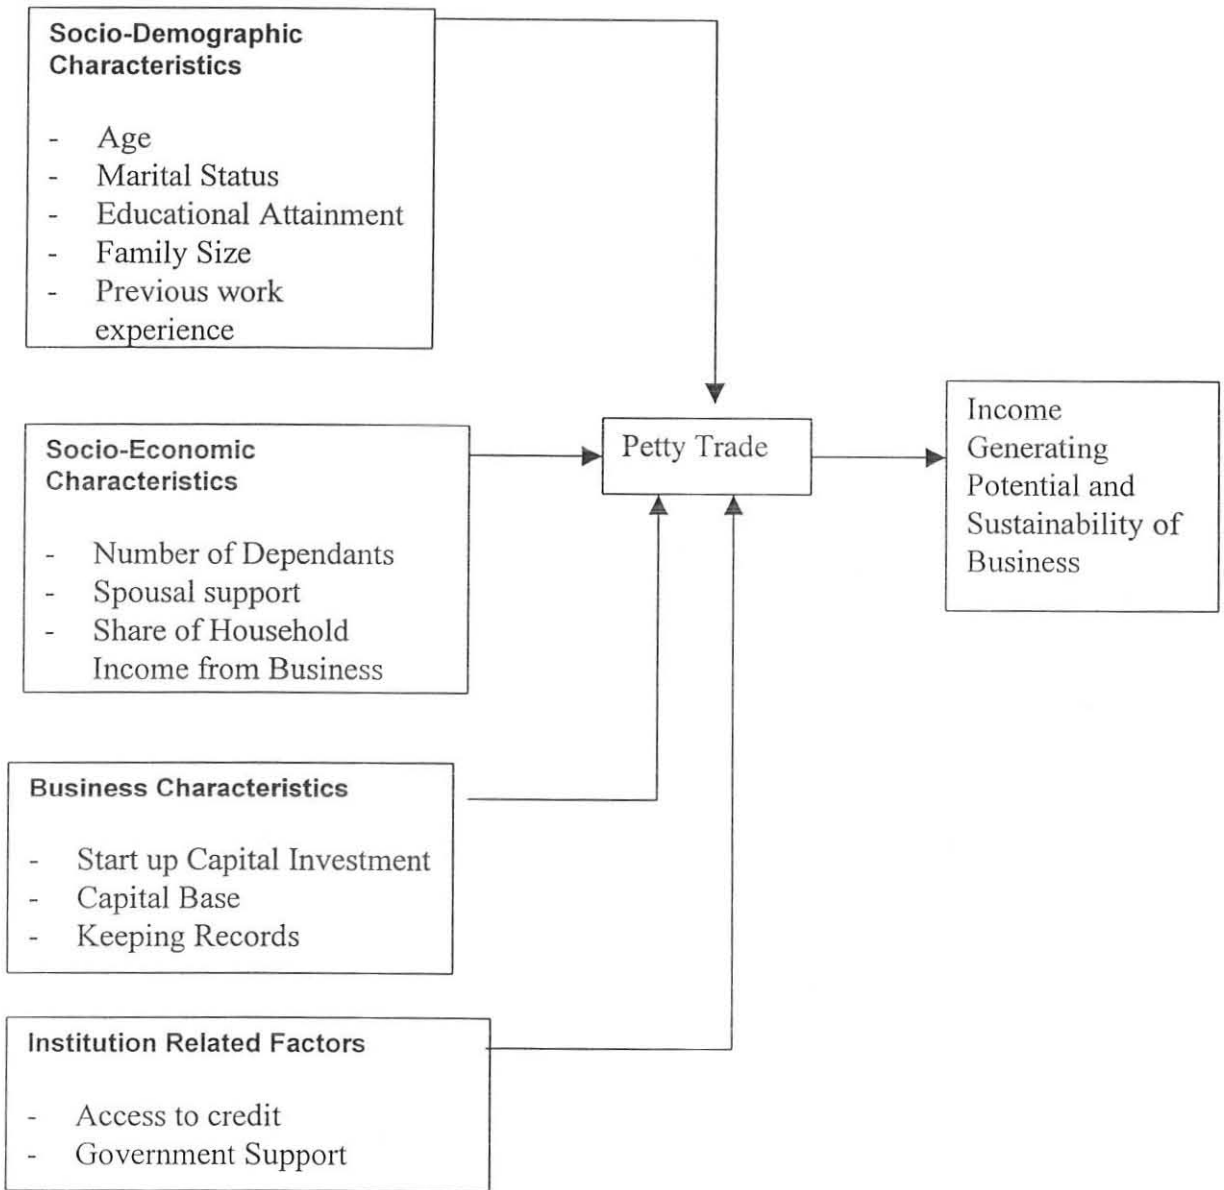 Socio-Demographic
Characteristics
- Age
- Marital Status
- Educational Attainment
- Family Size
- Previous work
experience
Socio-Economic
Characteristics
- Number of Dependants
- Spousal support
- Share of Household
Income from Business
Petty Trade
Income
Generating
Potential and
Sustainability of
Business
Business Characteristics
- Start up Capital Investment
- Capital Base
- Keeping Records
Institution Related Factors
- Access to credit
- Government Support